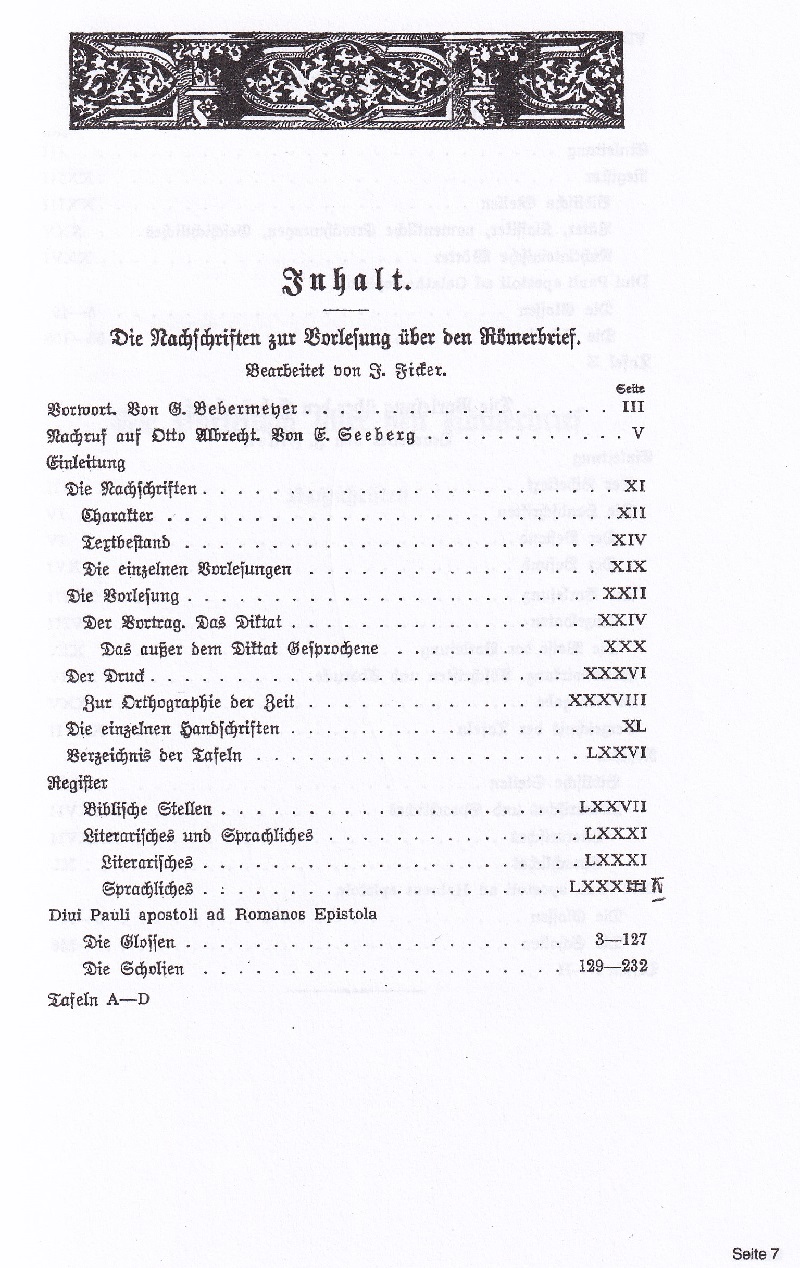 Inhalt.
Die Nachschriften zur Vorlesung über den Römerbrief.
Bearbeitet von J. Ficker.
Seite
Vorwort. Von G. Bebermeyer . . . . . . . . . . . . . . . . III
Nachruf auf Otto Albrecht. Von E. Seeberg . . . . . . . . . . . V
Einleitung
Die Nachschriften . . . . . . . . . . . . . . . . . . . . XI
Charakter . . . . . . . . . . . . . . . . . . . . . XII
Textbestand . . . . . . . . . . . . . . . . . . . . XIV
Die einzelnen Vorlesungen . . . . . . . . . . . . . . XIX
Die Vorlesung . . . . . . . . . . . . . . . . . . . . XXII
Der Vortrag. Das Diktat . . . . . . . . . . . . . . XXIV
Das außer dem Diktat Gesprochene . . . . . . . . . XXX
Der Druck . . . . . . . . . . . . . . . . . . . . XXXVI
Zur Orthographie der Zeit . . . . . . . . . . . . XXXVIII
Die einzelnen Handschriften . . . . . . . . . . . . . . XL
Verzeichnis der Tafeln . . . . . . . . . . . . . . . LXXVI
Register
Biblische Stellen . . . . . . . . . . . . . . . . LXXVII
Literarisches und Sprachliches . . . . . . . . . . LXXXI
Literarisches . . . . . . . . . . . . . . . . LXXXI
Sprachliches . . . . . . . . . . . . . . . . LXXXIII IV
Diui Pauli apostoli ad Romanos Epistola
Die Glossen . . . . . . . . . . . . . . . . . . 3—127
Die Scholien . . . . . . . . . . . . . . . . . 129—232
Tafeln A—D
Seite 7